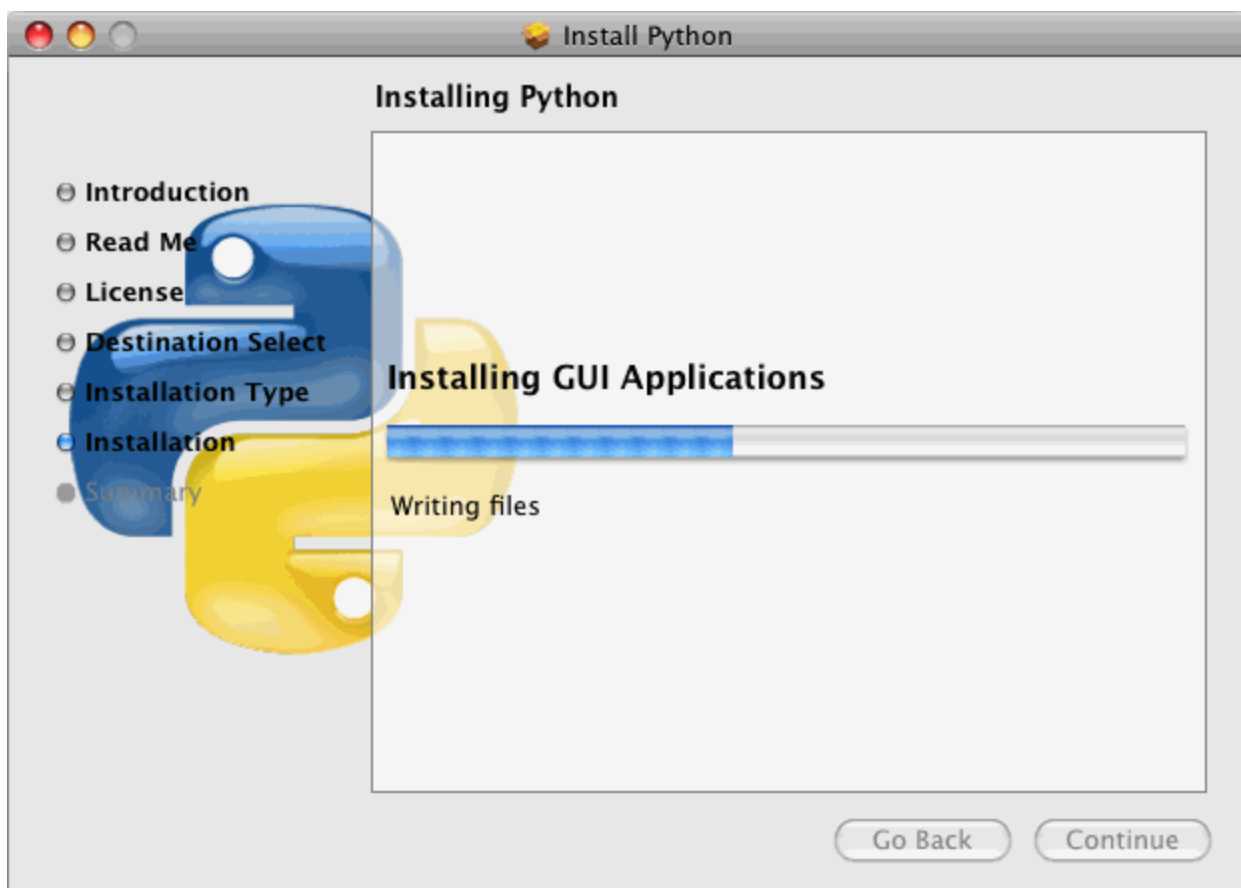 Install Python
Installing Python
Introduction
Read Me
License
Destination Select
Installation Type
Installation
Summary
Installing GUI Applications
Writing files
Go Back
Continue